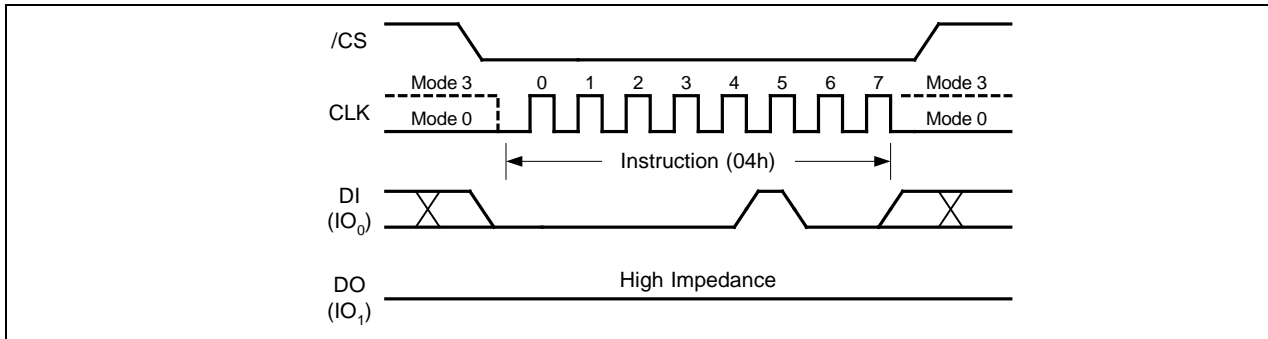 /CS
Mode 3 0 1 2 3 4 5 6 7 Mode 3
CLK
Mode 0 Mode 0
Instruction (04h)
DI
(IO0)
High Impedance
DO
(IO1)